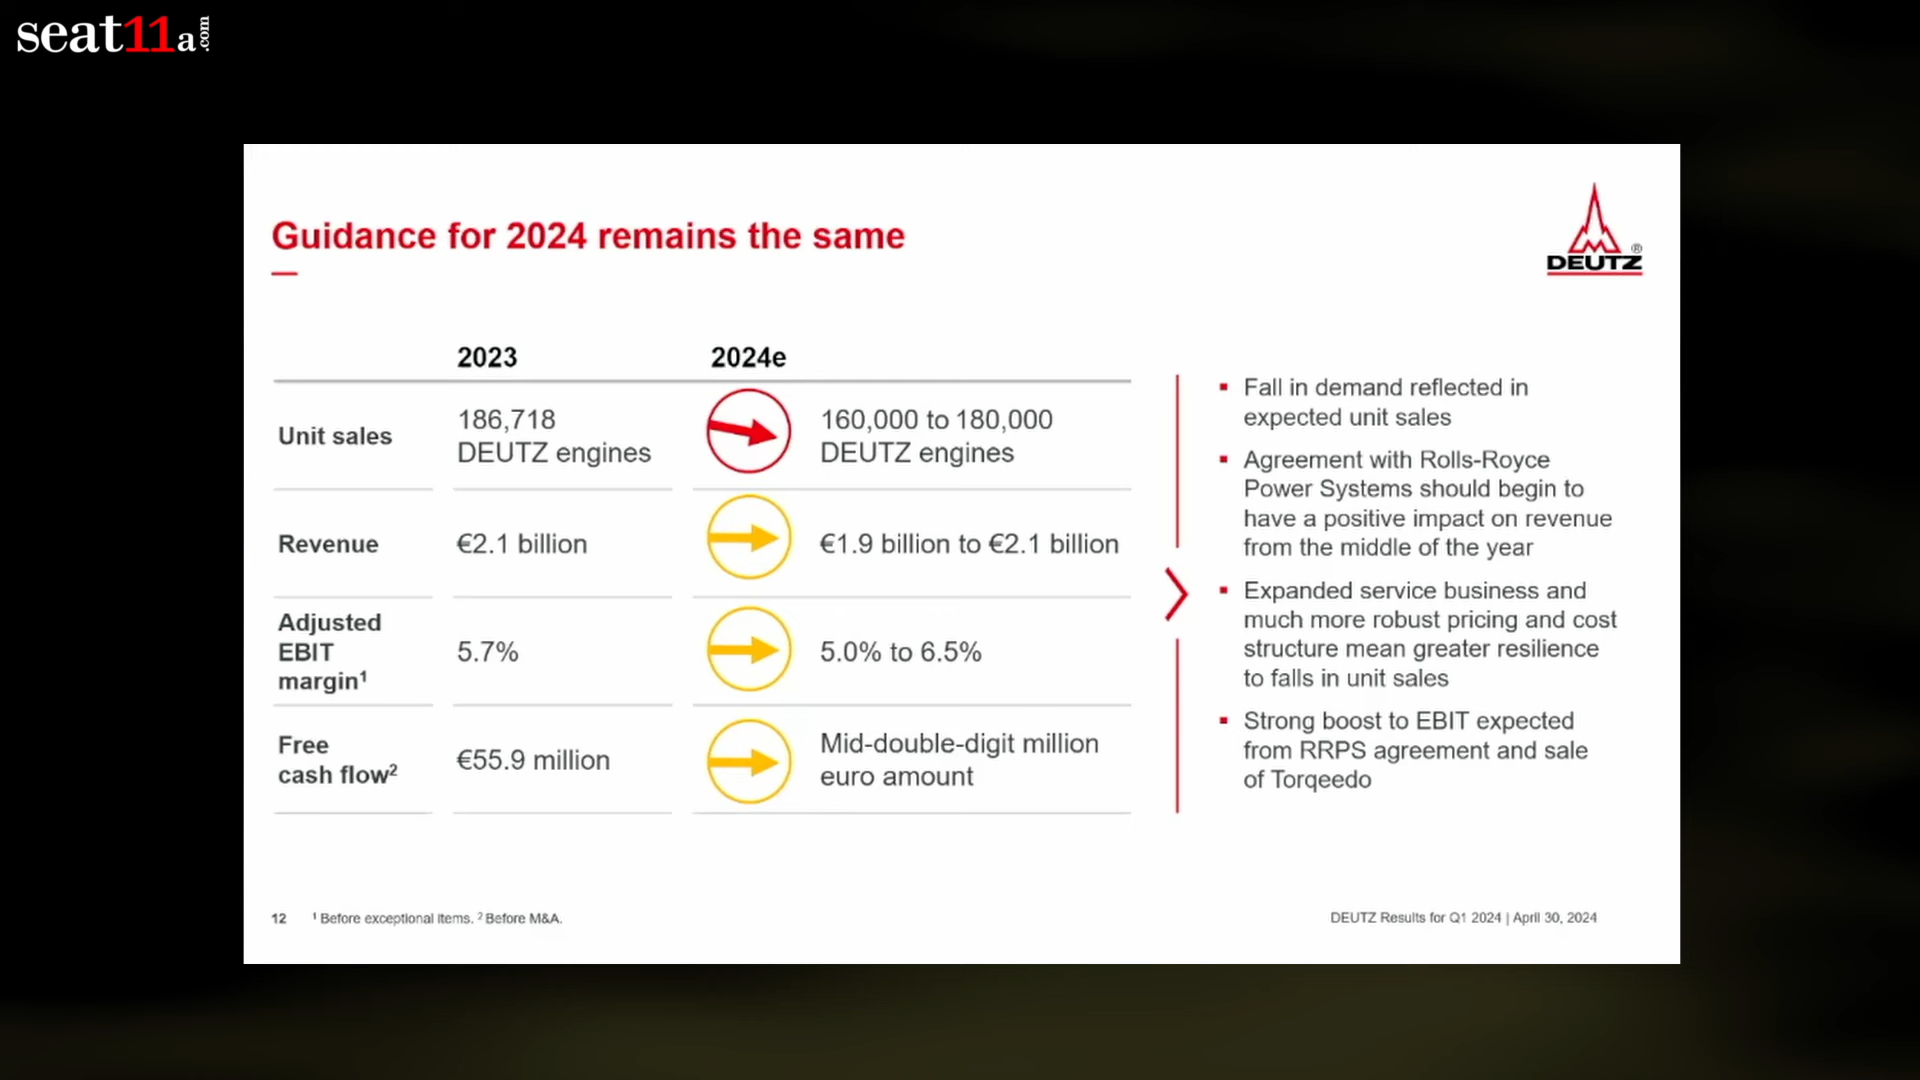 seat11a.com
Guidance for 2024 remains the same
DEUTZ®
2023
2024e
Unit sales
186,718
DEUTZ engines
160,000 to 180,000
DEUTZ engines
Revenue
€2.1 billion
€1.9 billion to €2.1 billion
Adjusted
EBIT
margin¹
5.7%
5.0% to 6.5%
Free
cash flow²
€55.9 million
Mid-double-digit million
euro amount
▪ Fall in demand reflected in
expected unit sales
▪ Agreement with Rolls-Royce
Power Systems should begin to
have a positive impact on revenue
from the middle of the year
▪ Expanded service business and
much more robust pricing and cost
structure mean greater resilience
to falls in unit sales
▪ Strong boost to EBIT expected
from RRPS agreement and sale
of Torqeedo
12 ¹ Before exceptional items. ² Before M&A.
DEUTZ Results for Q1 2024 | April 30, 2024